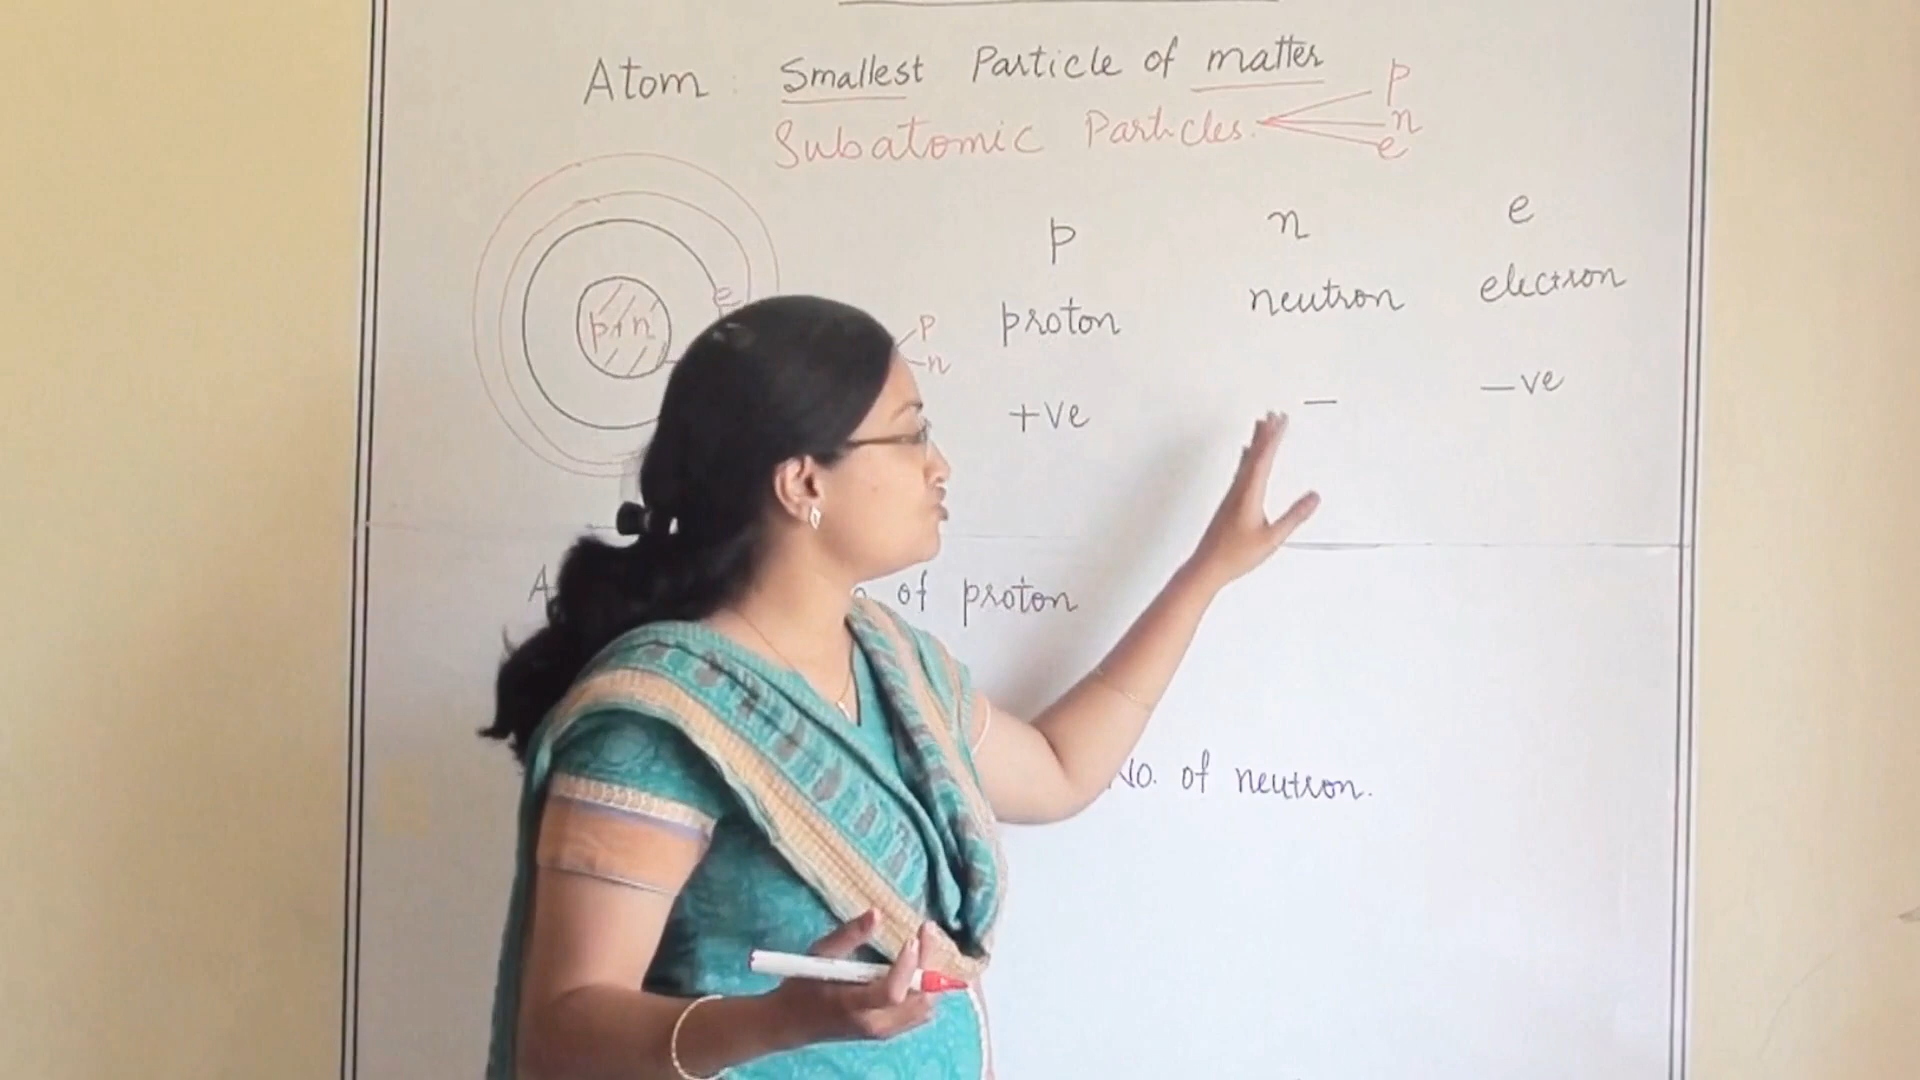 Atom : Smallest Particle of matter
Subatomic Particles.
p
n
e
p n e
proton neutron electron
+ve — —ve
e
p+n
p
n
of proton
No. of neutron.